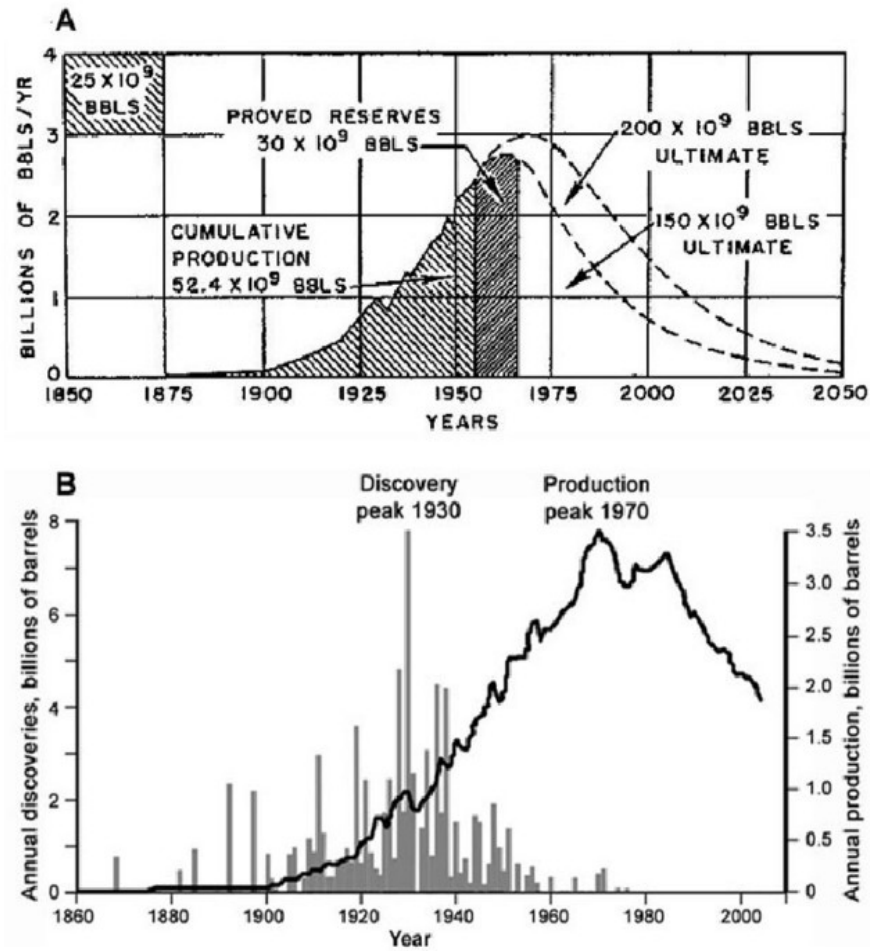 A
4
3
2
1
0
BILLIONS OF BBLS/YR
25 X 10⁹
BBLS
PROVED RESERVES
30 X 10⁹ BBLS
200 X 10⁹ BBLS
ULTIMATE
150 X 10⁹ BBLS
ULTIMATE
CUMULATIVE
PRODUCTION
52.4 X 10⁹ BBLS
1850 1875 1900 1925 1950 1975 2000 2025 2050
YEARS
B
Discovery
peak 1930
Production
peak 1970
Annual discoveries, billions of barrels
8
6
4
2
0
3.5
3.0
2.5
2.0
1.5
1.0
0.5
0
Annual production, billions of barrels
1860 1880 1900 1920 1940 1960 1980 2000
Year